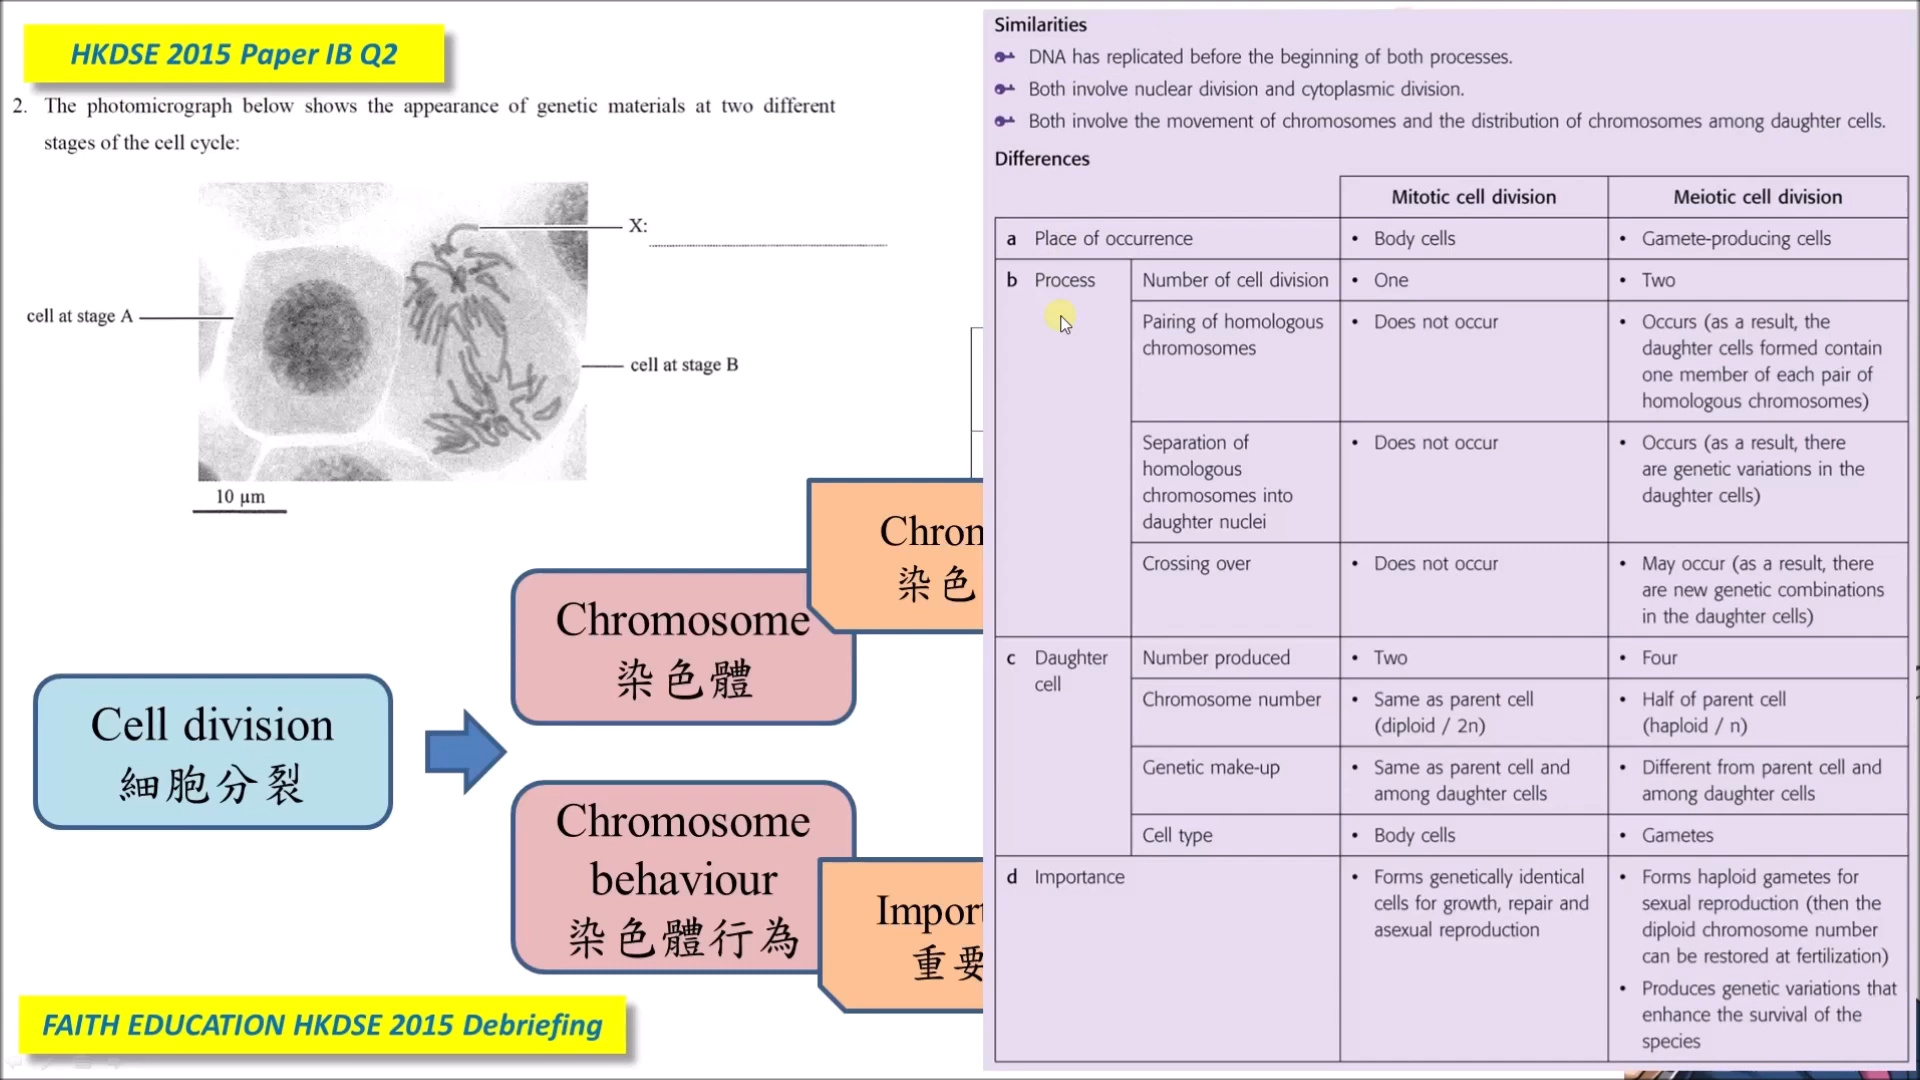 HKDSE 2015 Paper IB Q2
2. The photomicrograph below shows the appearance of genetic materials at two different
stages of the cell cycle:
X:
cell at stage A
cell at stage B
10 µm
Chrom
染色
Chromosome
染色體
Cell division
細胞分裂
Chromosome
behaviour
染色體行為
Import
重要
FAITH EDUCATION HKDSE 2015 Debriefing
Similarities
DNA has replicated before the beginning of both processes.
Both involve nuclear division and cytoplasmic division.
Both involve the movement of chromosomes and the distribution of chromosomes among daughter cells.
Differences
Mitotic cell division Meiotic cell division
a Place of occurrence • Body cells • Gamete-producing cells
b Process Number of cell division • One • Two
Pairing of homologous • Does not occur • Occurs (as a result, the
chromosomes daughter cells formed contain
one member of each pair of
homologous chromosomes)
Separation of • Does not occur • Occurs (as a result, there
homologous are genetic variations in the
chromosomes into daughter cells)
daughter nuclei
Crossing over • Does not occur • May occur (as a result, there
are new genetic combinations
in the daughter cells)
c Daughter Number produced • Two • Four
cell
Chromosome number • Same as parent cell • Half of parent cell
(diploid / 2n) (haploid / n)
Genetic make-up • Same as parent cell and • Different from parent cell and
among daughter cells among daughter cells
Cell type • Body cells • Gametes
d Importance • Forms genetically identical • Forms haploid gametes for
cells for growth, repair and sexual reproduction (then the
asexual reproduction diploid chromosome number
can be restored at fertilization)
• Produces genetic variations that
enhance the survival of the
species